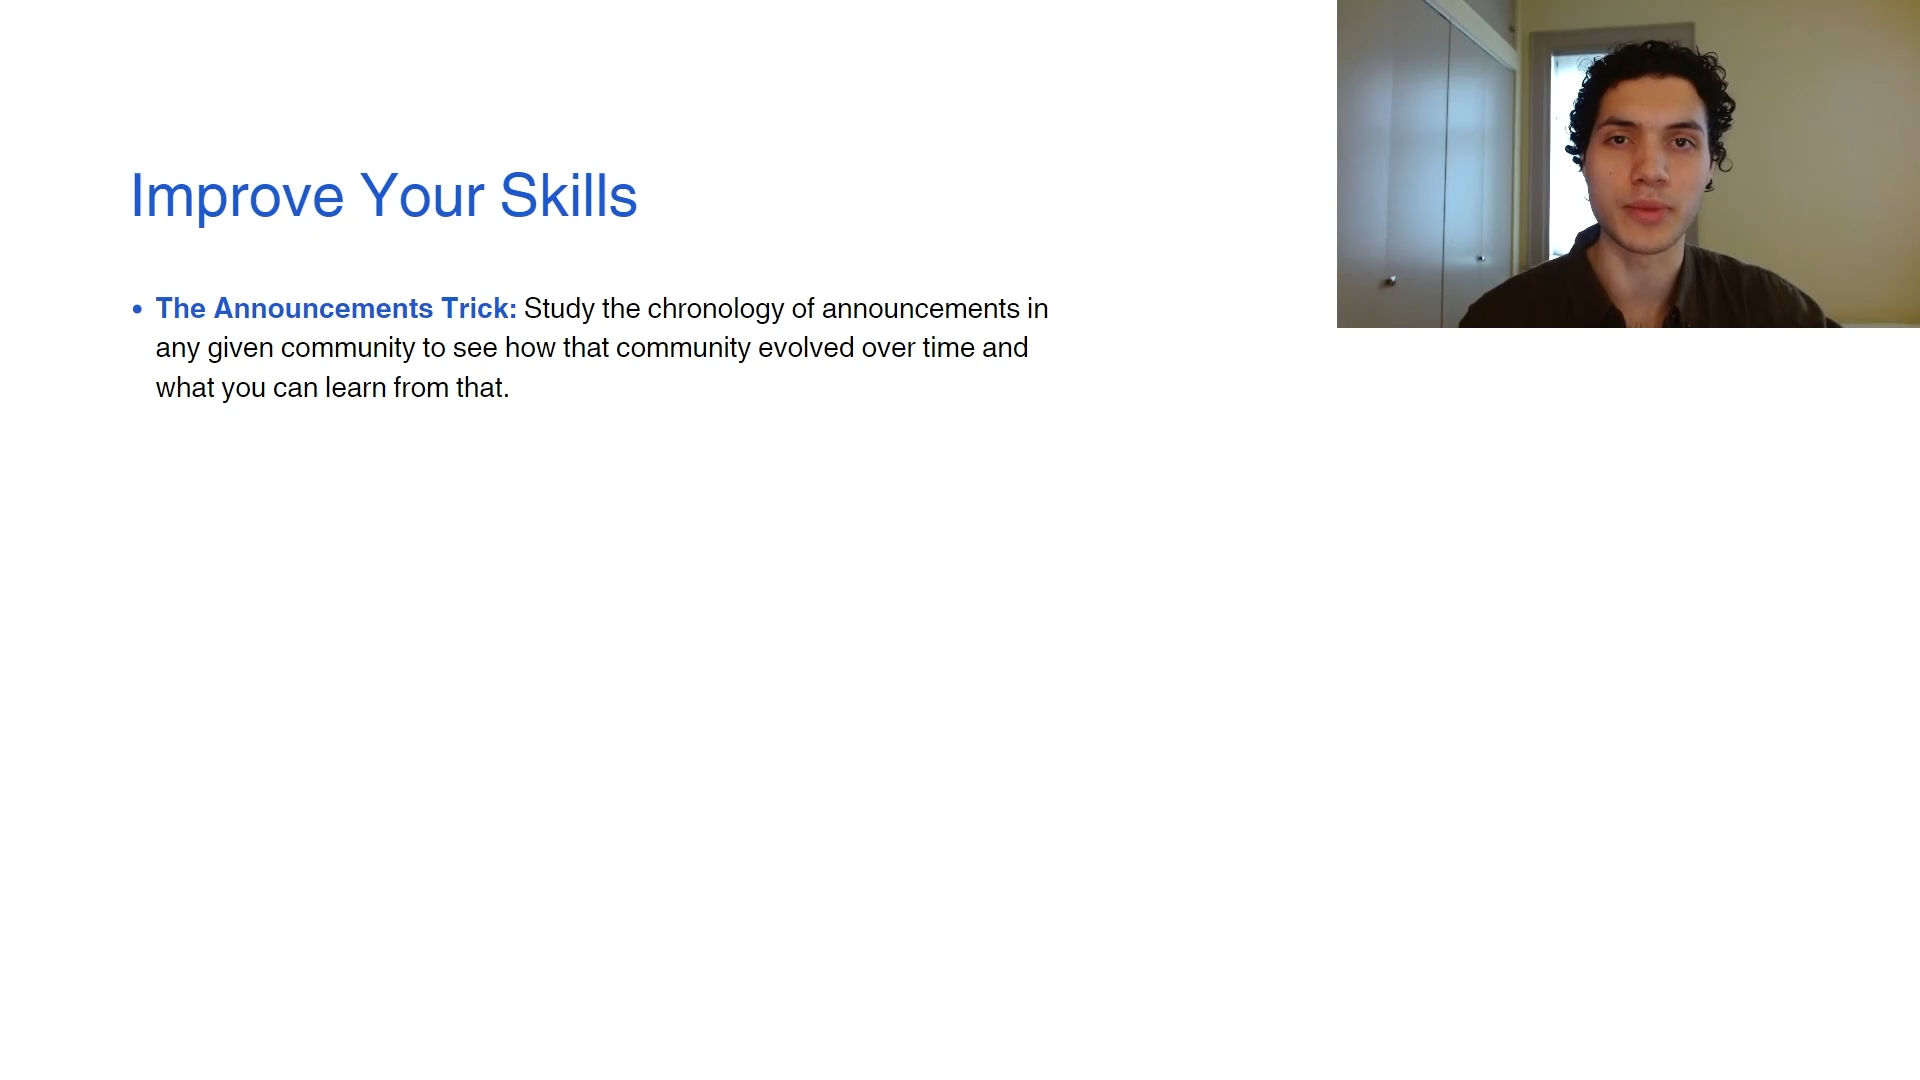 Improve Your Skills
• The Announcements Trick: Study the chronology of announcements in
any given community to see how that community evolved over time and
what you can learn from that.